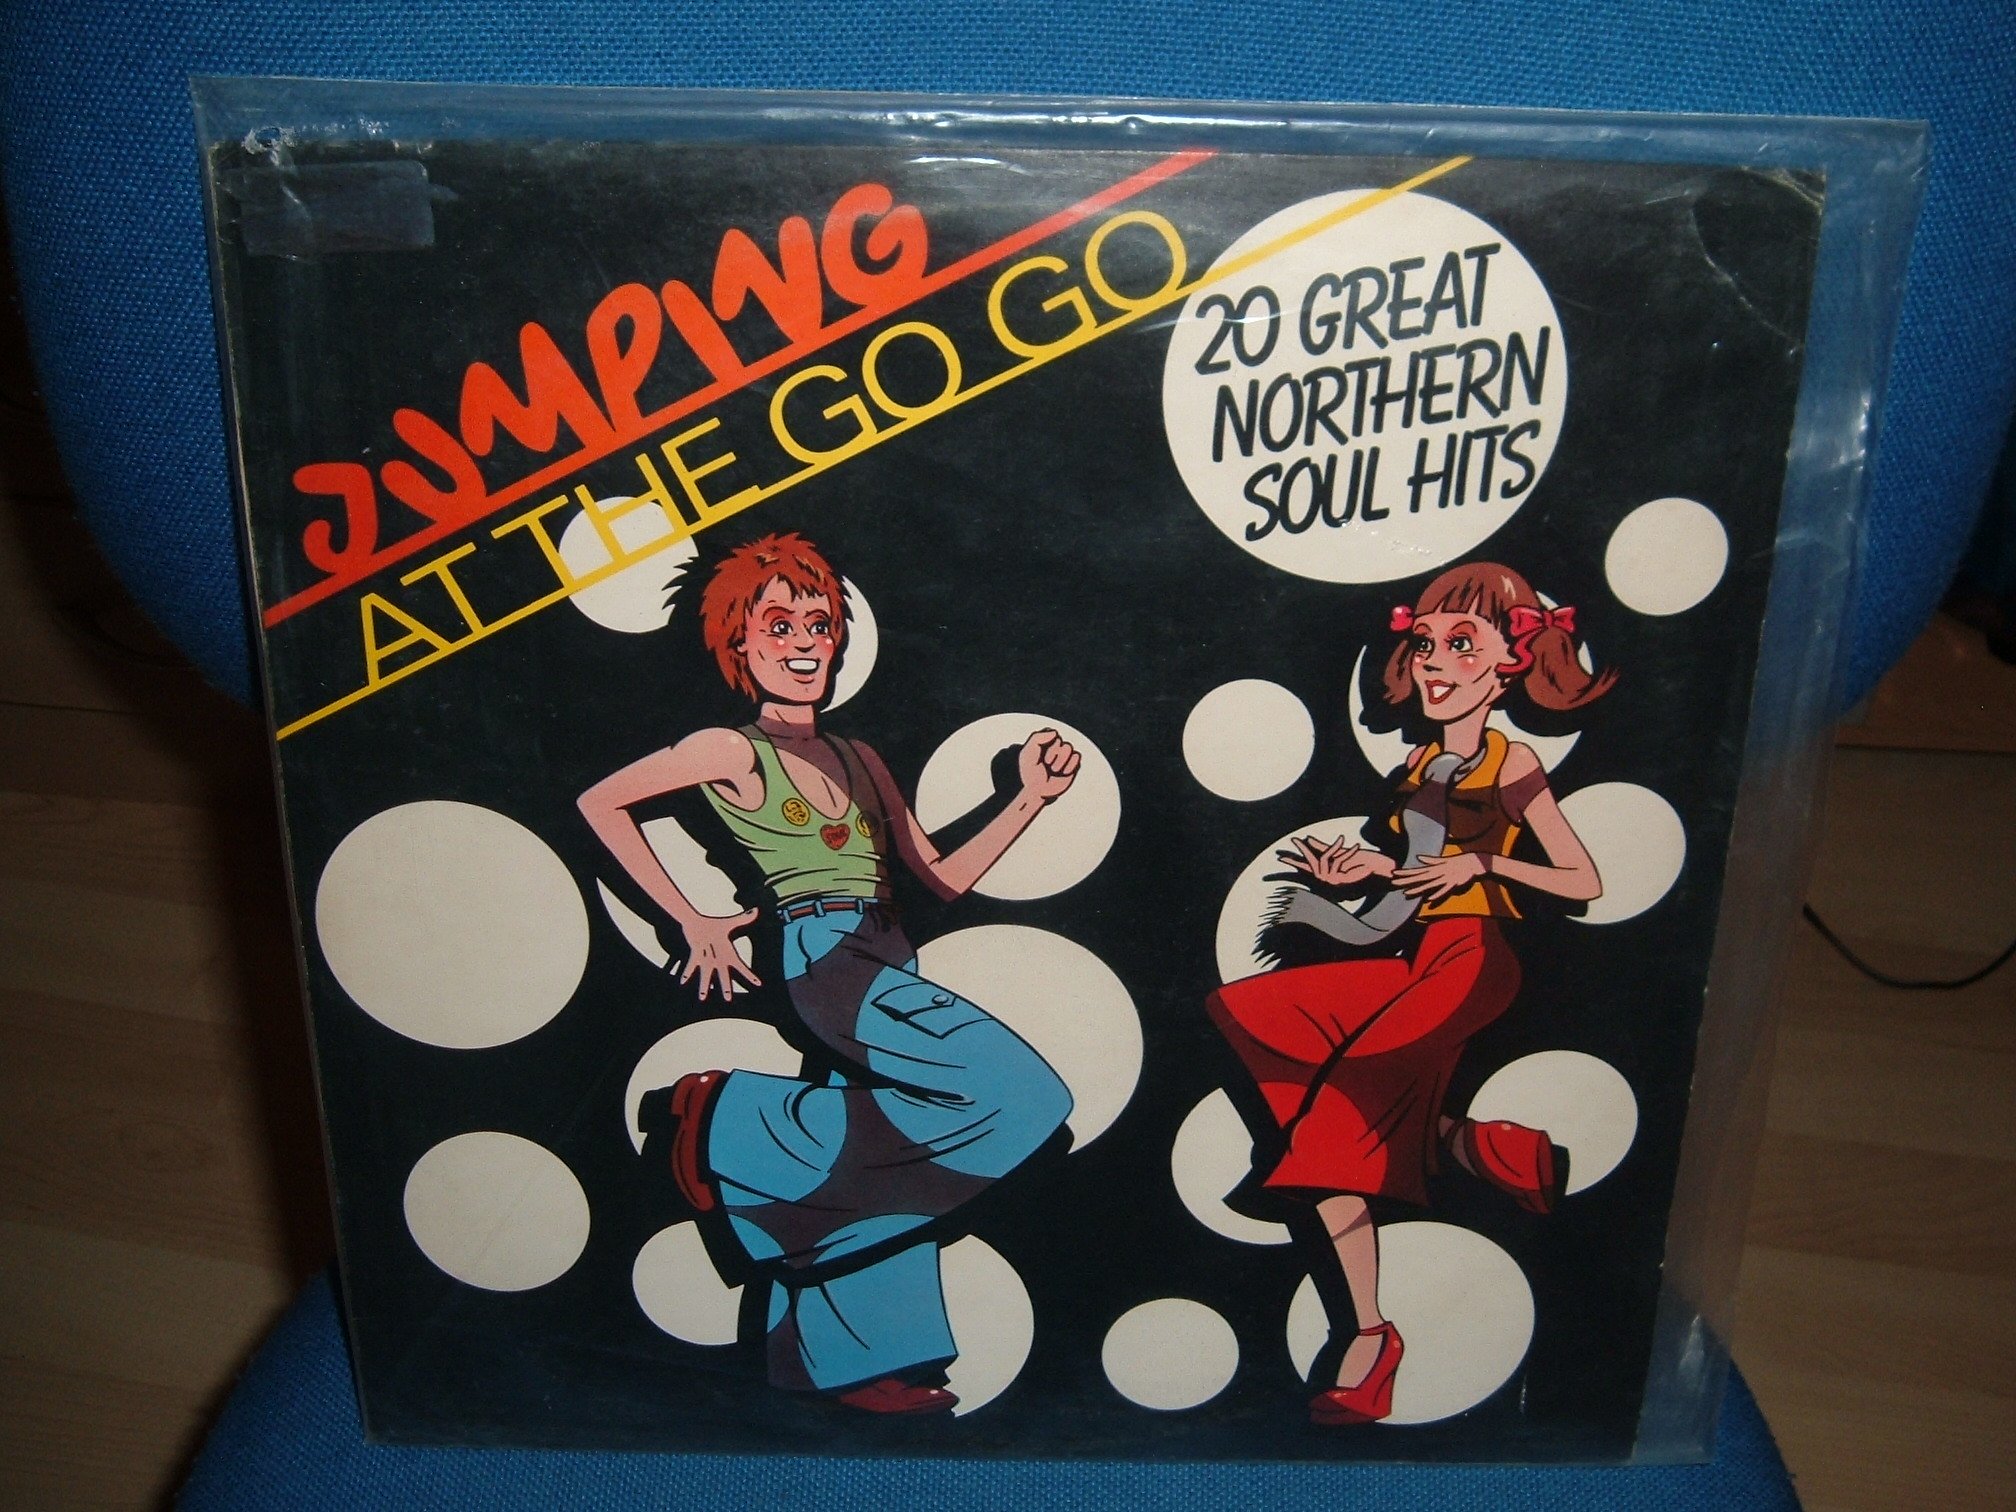 JUMPING
AT THE GO GO
20 GREAT
NORTHERN
SOUL HITS